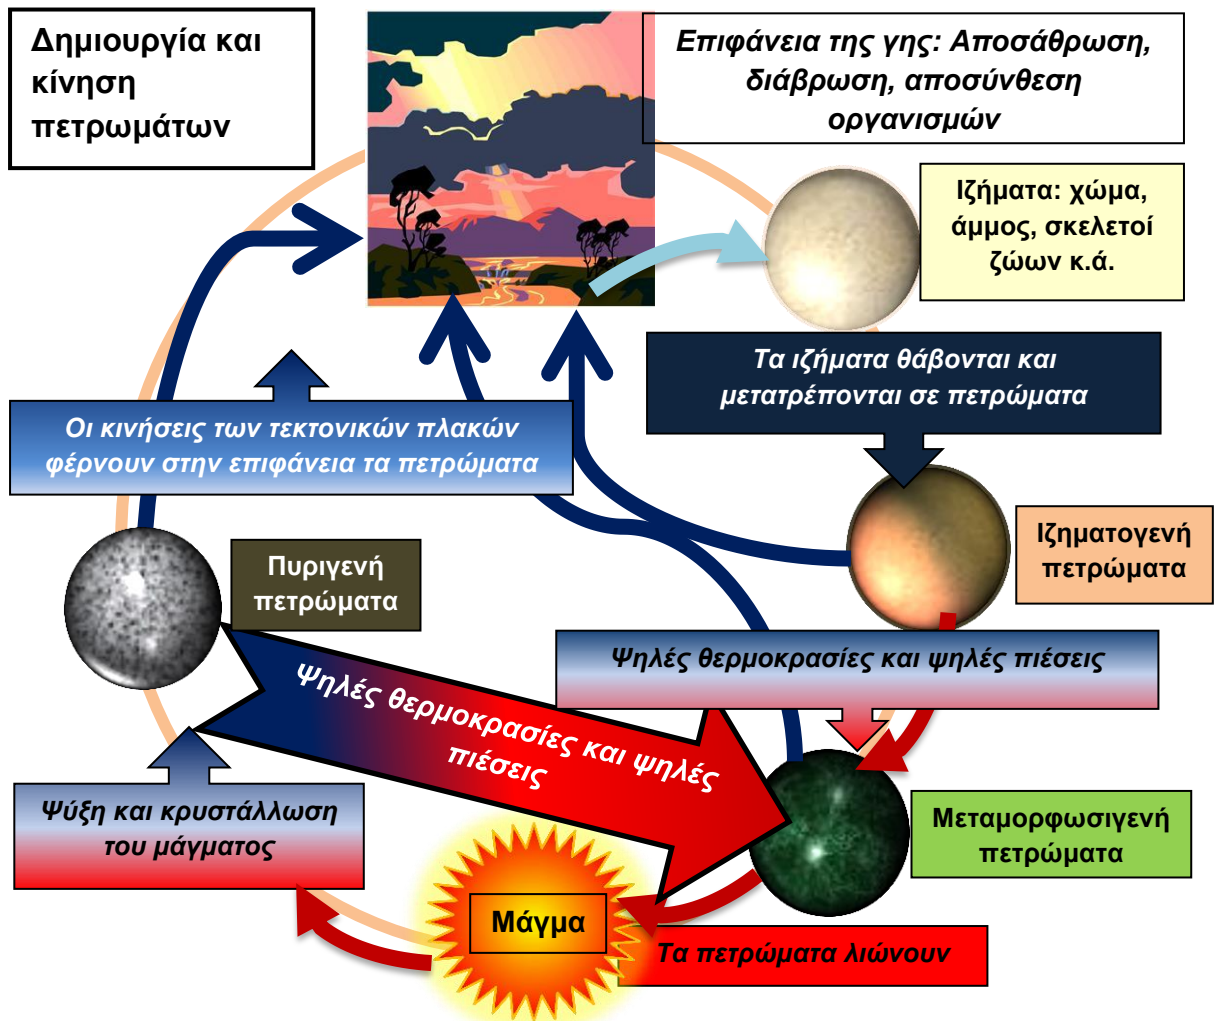 Δημιουργία και
κίνηση
πετρωμάτων
Επιφάνεια της γης: Αποσάθρωση,
διάβρωση, αποσύνθεση
οργανισμών
Ιζήματα: χώμα,
άμμος, σκελετοί
ζώων κ.ά.
Τα ιζήματα θάβονται και
μετατρέπονται σε πετρώματα
Οι κινήσεις των τεκτονικών πλακών
φέρνουν στην επιφάνεια τα πετρώματα
Ιζηματογενή
πετρώματα
Πυριγενή
πετρώματα
Ψηλές θερμοκρασίες και ψηλές πιέσεις
Ψηλές θερμοκρασίες και ψηλές
πιέσεις
Ψύξη και κρυστάλλωση
του μάγματος
Μεταμορφωσιγενή
πετρώματα
Μάγμα
Τα πετρώματα λιώνουν